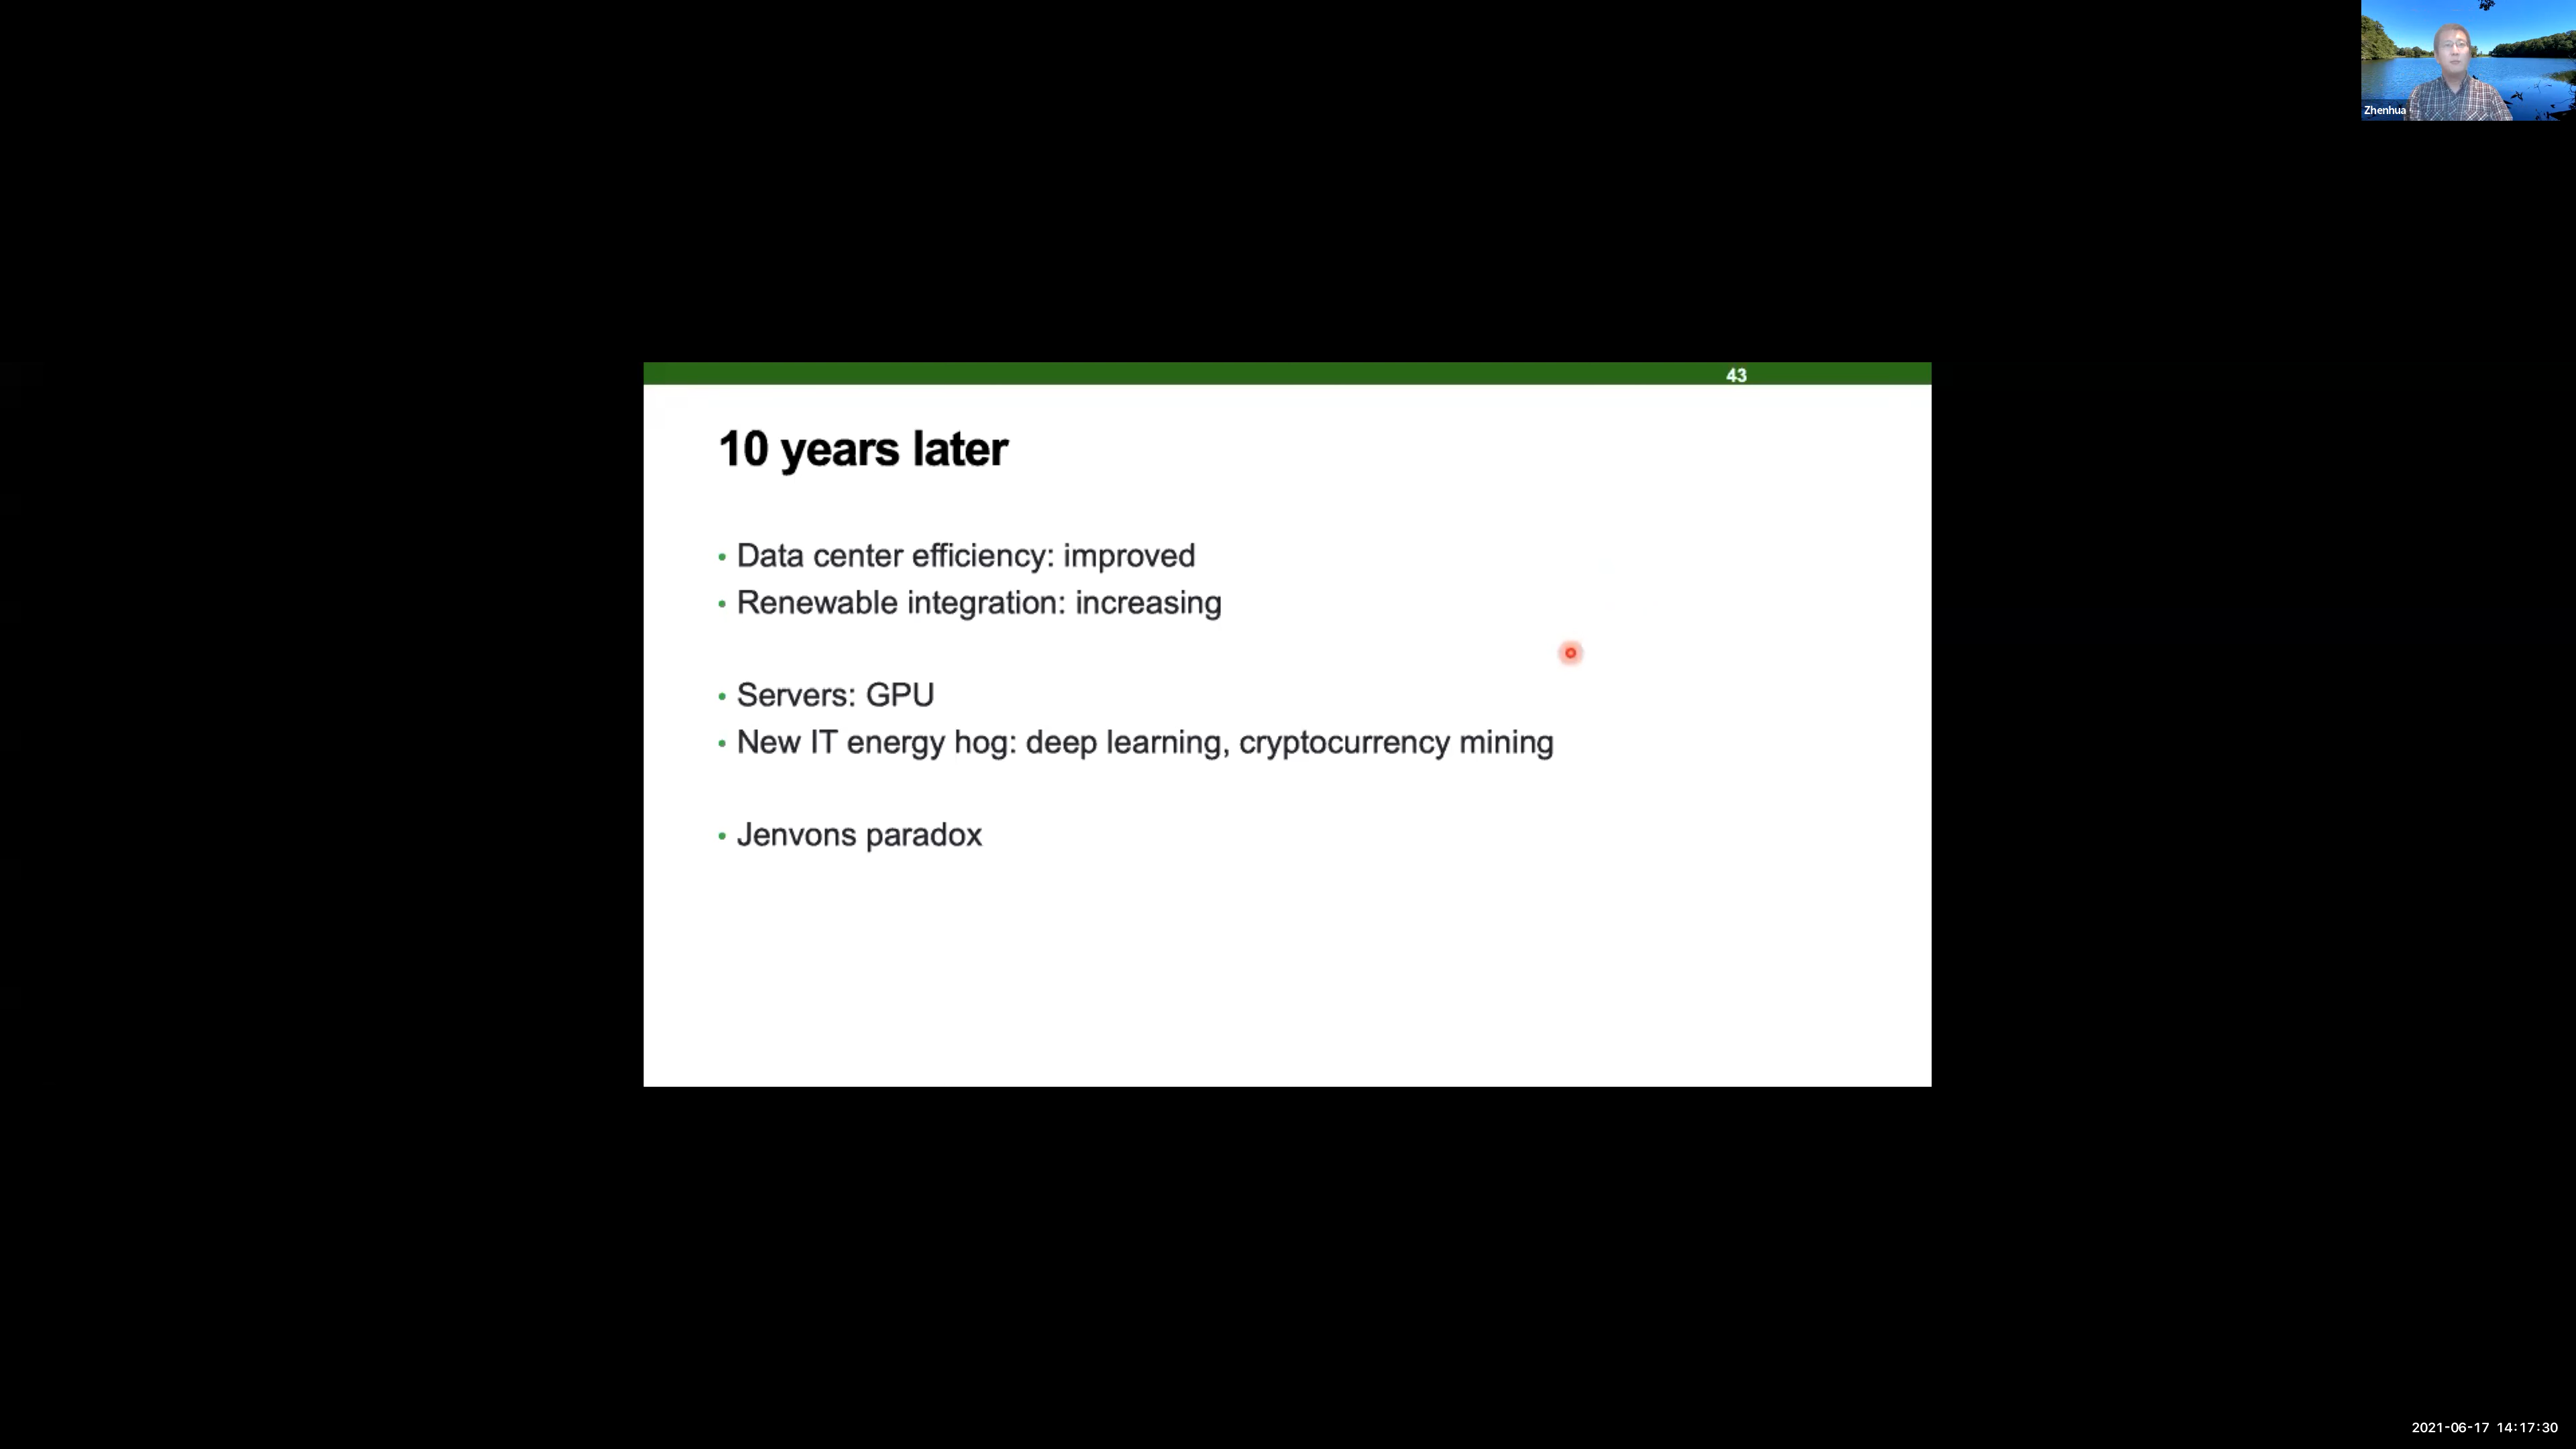 Zhenhua
43
10 years later
• Data center efficiency: improved
• Renewable integration: increasing
• Servers: GPU
• New IT energy hog: deep learning, cryptocurrency mining
• Jenvons paradox
2021-06-17 14:17:30